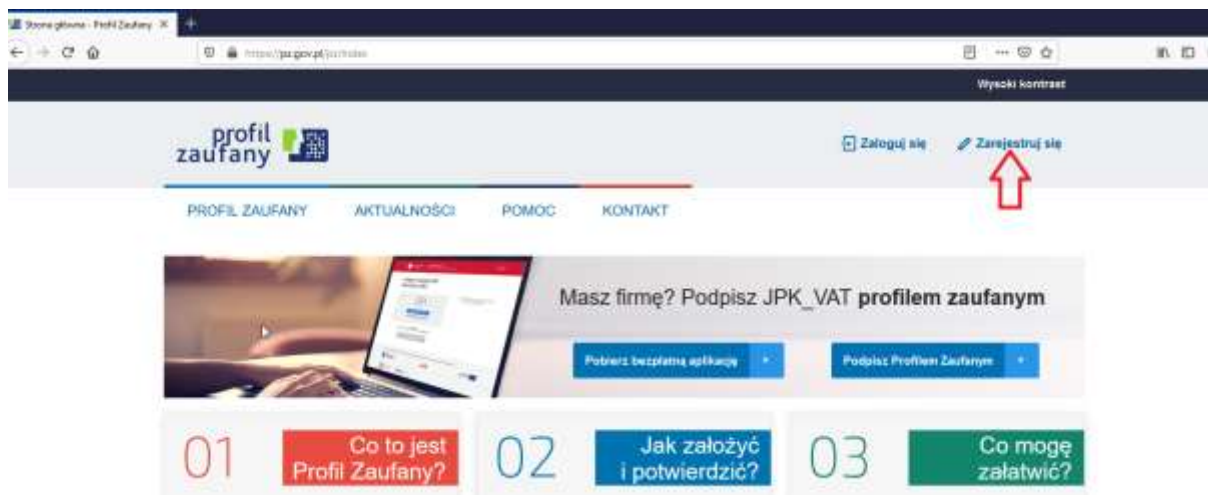 Strona główna - Profil Zaufany
Wysoki kontrast
profil
zaufany
Zaloguj się
Zarejestruj się
PROFIL ZAUFANY AKTUALNOŚCI POMOC KONTAKT
Masz firmę? Podpisz JPK_VAT profilem zaufanym
Pobierz bezpłatną aplikację
Podpisz Profilem Zaufanym
01
Co to jest
Profil Zaufany?
02
Jak założyć
i potwierdzić?
03
Co mogę
załatwić?